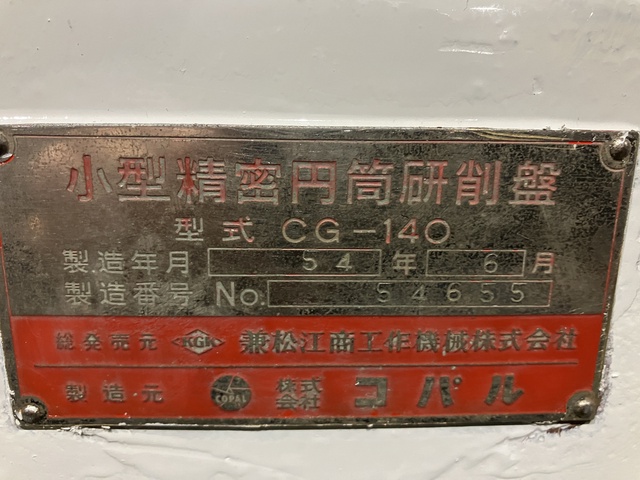 小型精密円筒研削盤
型式 CG-140
製造年月 54 年 6 月
製造番号 No. 54655
総発売元 KGK 兼松江商工作機械株式会社
製造元 COPAL 株式会社 コパル